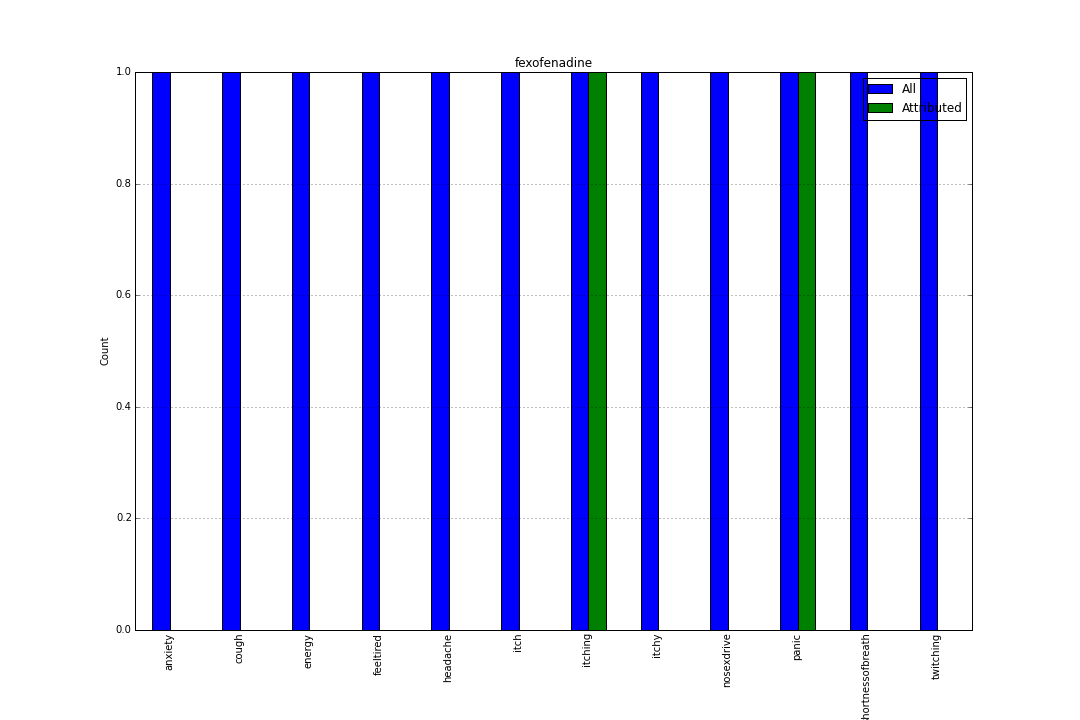 fexofenadine
1.0
0.8
0.6
0.4
0.2
0.0
Count
All
Attributed
anxiety
cough
energy
feeltired
headache
itch
itching
itchy
nosexdrive
panic
hortnessofbreath
twitching